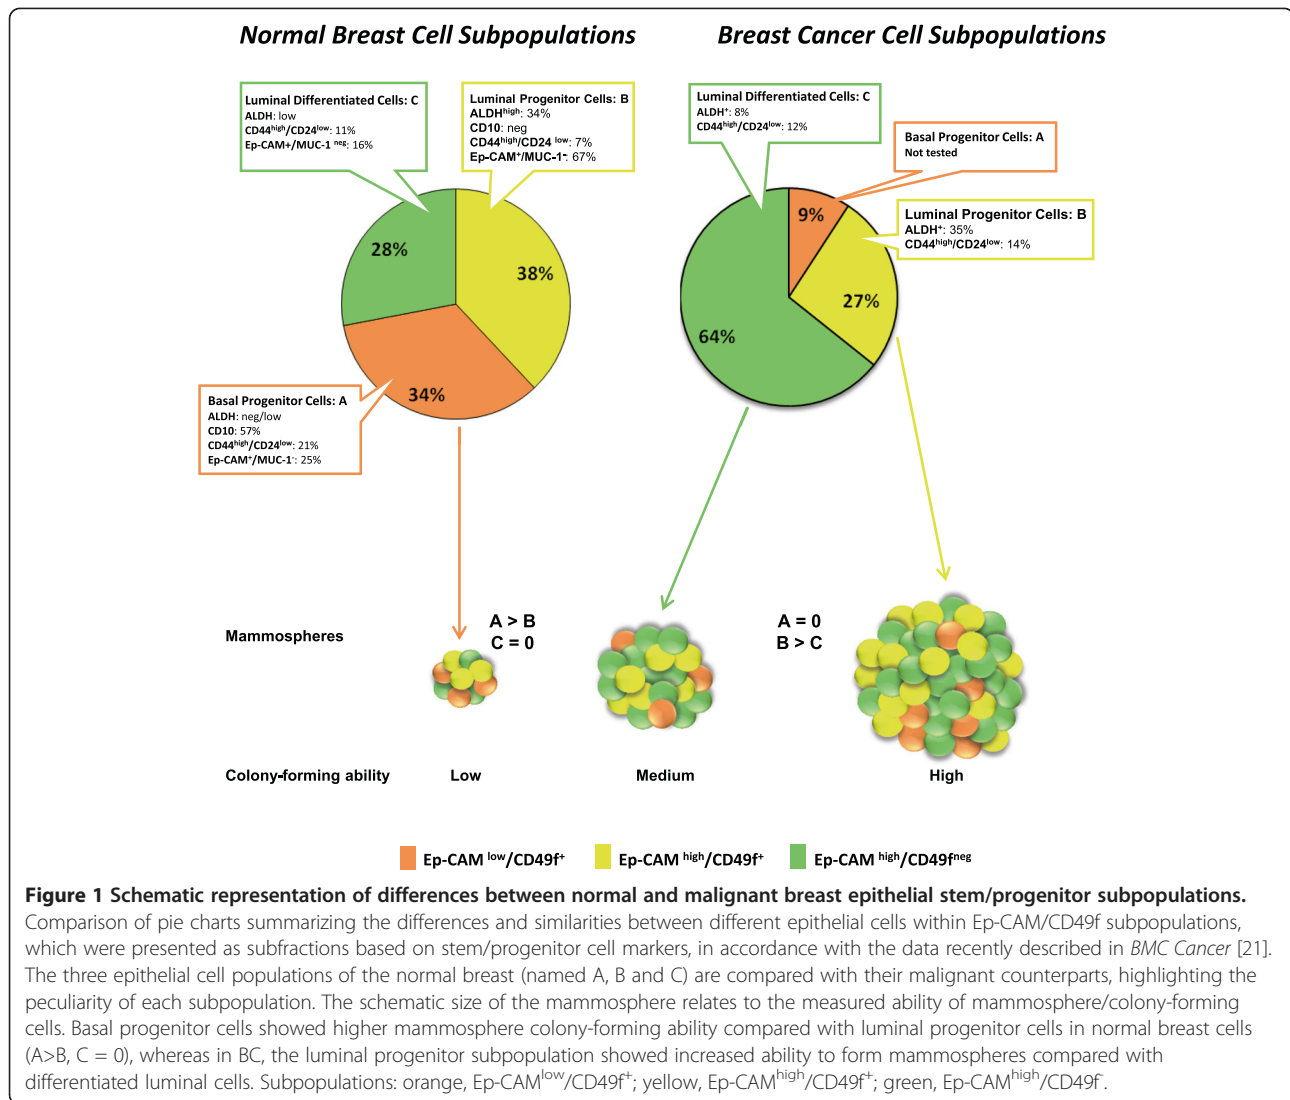 Normal Breast Cell Subpopulations
Breast Cancer Cell Subpopulations
Luminal Differentiated Cells: C
ALDH: low
CD44high/CD24low: 11%
Ep-CAM+/MUC-1 neg: 16%
Luminal Progenitor Cells: B
ALDHhigh: 34%
CD10: neg
CD44high/CD24 low: 7%
Ep-CAM+/MUC-1-: 67%
Luminal Differentiated Cells: C
ALDH+: 8%
CD44high/CD24low: 12%
Basal Progenitor Cells: A
Not tested
Luminal Progenitor Cells: B
ALDH+: 35%
CD44high/CD24low: 14%
28%
38%
34%
9%
27%
64%
Basal Progenitor Cells: A
ALDH: neg/low
CD10: 57%
CD44high/CD24low: 21%
Ep-CAM+/MUC-1-: 25%
Mammospheres
A > B
C = 0
A = 0
B > C
Colony-forming ability
Low
Medium
High
Ep-CAM low/CD49f+
Ep-CAM high/CD49f+
Ep-CAM high/CD49fneg
Figure 1 Schematic representation of differences between normal and malignant breast epithelial stem/progenitor subpopulations.
Comparison of pie charts summarizing the differences and similarities between different epithelial cells within Ep-CAM/CD49f subpopulations,
which were presented as subfractions based on stem/progenitor cell markers, in accordance with the data recently described in BMC Cancer [21].
The three epithelial cell populations of the normal breast (named A, B and C) are compared with their malignant counterparts, highlighting the
peculiarity of each subpopulation. The schematic size of the mammosphere relates to the measured ability of mammosphere/colony-forming
cells. Basal progenitor cells showed higher mammosphere colony-forming ability compared with luminal progenitor cells in normal breast cells
(A>B, C = 0), whereas in BC, the luminal progenitor subpopulation showed increased ability to form mammospheres compared with
differentiated luminal cells. Subpopulations: orange, Ep-CAMlow/CD49f+; yellow, Ep-CAMhigh/CD49f+; green, Ep-CAMhigh/CD49f-.